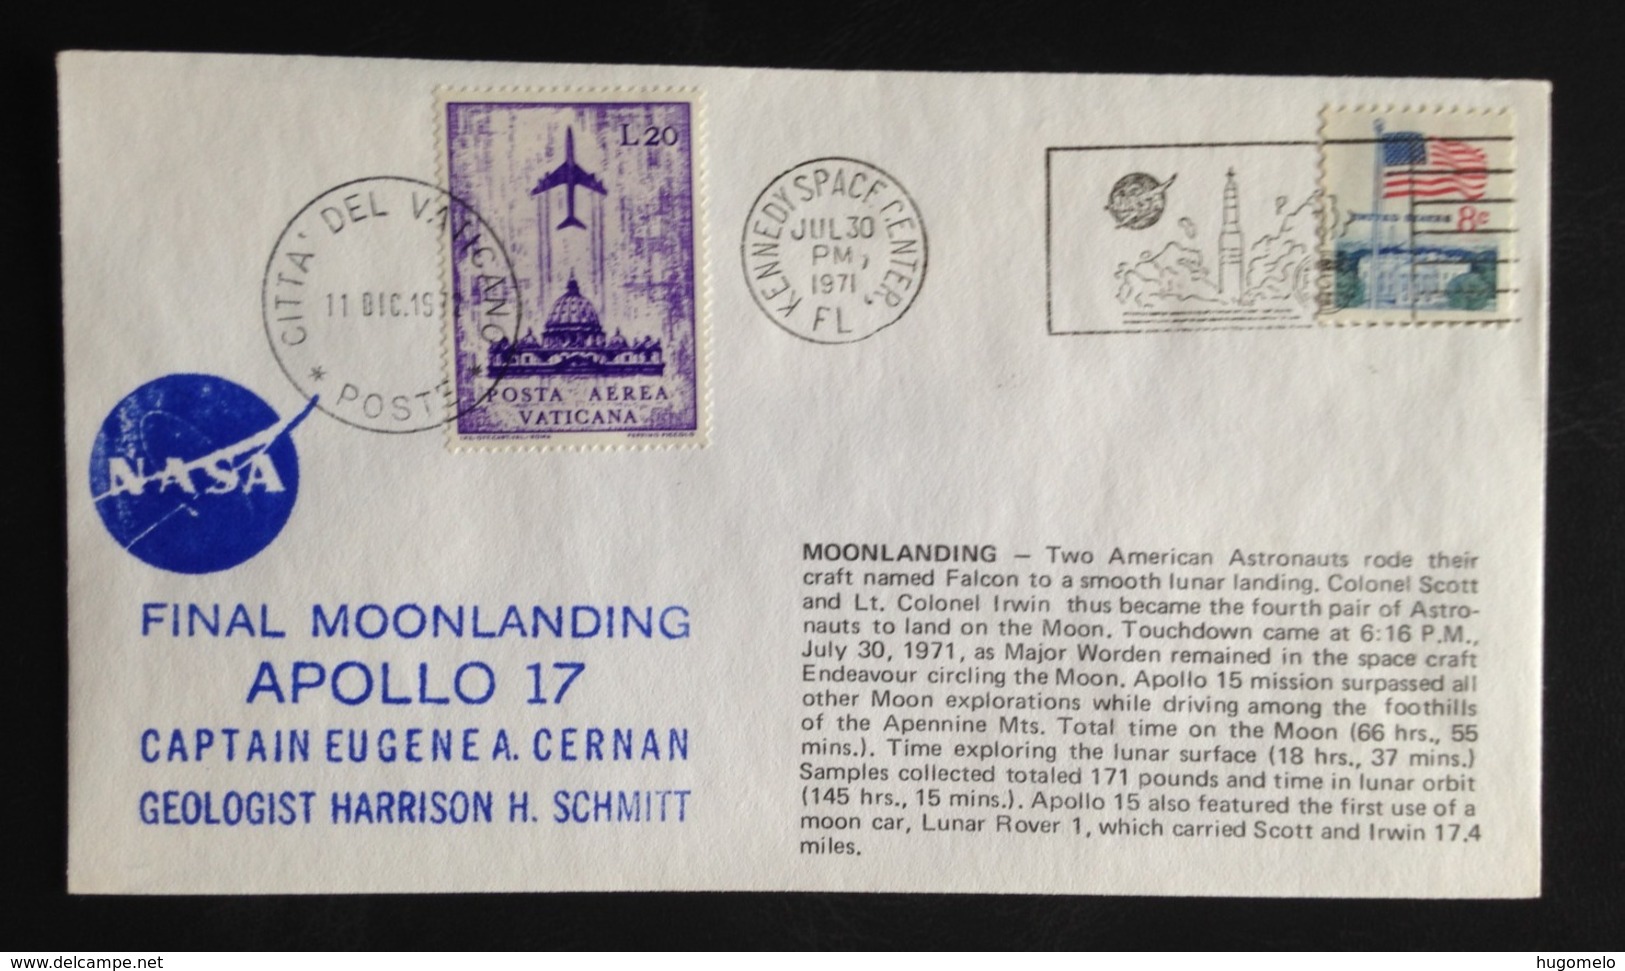 CITTA' DEL VATICANO
11 DIC. 1972
* POSTE *
L.20
POSTA AEREA
VATICANA
KENNEDY SPACE CENTER,
JUL 30
PM,
1971
FL
UNITED STATES
8c
NASA
FINAL MOONLANDING
APOLLO 17
CAPTAIN EUGENE A. CERNAN
GEOLOGIST HARRISON H. SCHMITT
MOONLANDING — Two American Astronauts rode their
craft named Falcon to a smooth lunar landing. Colonel Scott
and Lt. Colonel Irwin thus became the fourth pair of Astro-
nauts to land on the Moon. Touchdown came at 6:16 P.M.,
July 30, 1971, as Major Worden remained in the space craft
Endeavour circling the Moon. Apollo 15 mission surpassed all
other Moon explorations while driving among the foothills
of the Apennine Mts. Total time on the Moon (66 hrs., 55
mins.). Time exploring the lunar surface (18 hrs., 37 mins.)
Samples collected totaled 171 pounds and time in lunar orbit
(145 hrs., 15 mins.). Apollo 15 also featured the first use of a
moon car, Lunar Rover 1, which carried Scott and Irwin 17.4
miles.
www.delcampe.net
hugomelo